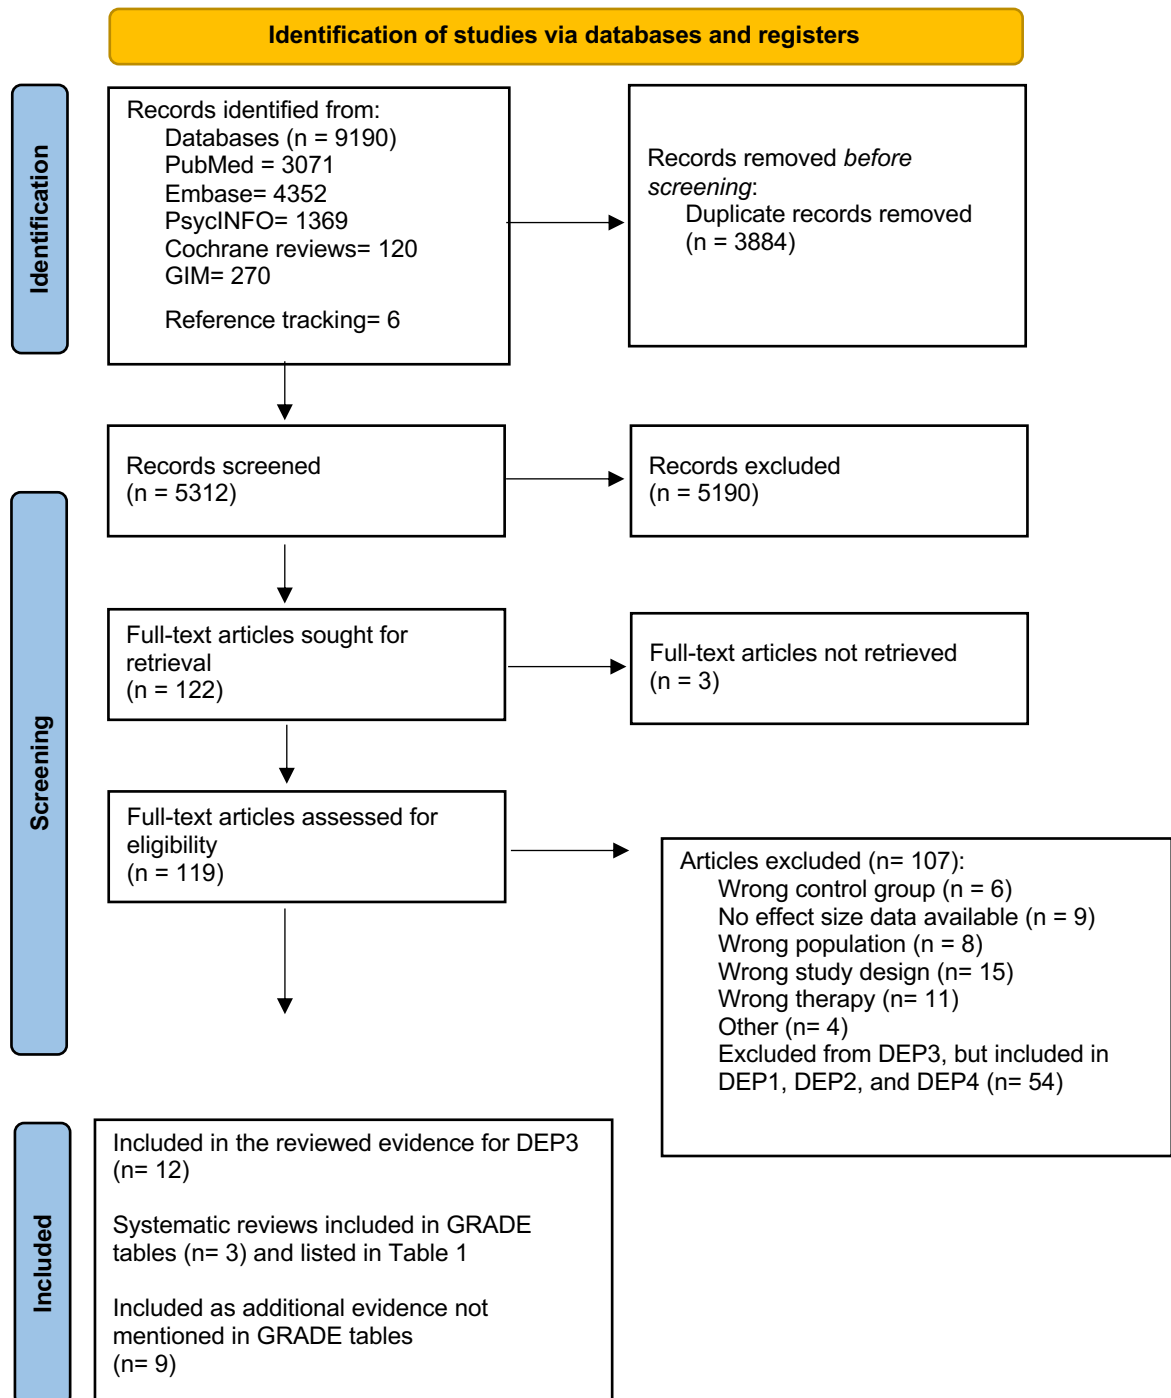 Identification of studies via databases and registers
Identification
Records identified from:
Databases (n = 9190)
PubMed = 3071
Embase= 4352
PsycINFO= 1369
Cochrane reviews= 120
GIM= 270
Reference tracking= 6
Records removed before
screening:
Duplicate records removed
(n = 3884)
Screening
Records screened
(n = 5312)
Records excluded
(n = 5190)
Full-text articles sought for
retrieval
(n = 122)
Full-text articles not retrieved
(n = 3)
Full-text articles assessed for
eligibility
(n = 119)
Articles excluded (n= 107):
Wrong control group (n = 6)
No effect size data available (n = 9)
Wrong population (n = 8)
Wrong study design (n= 15)
Wrong therapy (n= 11)
Other (n= 4)
Excluded from DEP3, but included in
DEP1, DEP2, and DEP4 (n= 54)
Included
Included in the reviewed evidence for DEP3
(n= 12)
Systematic reviews included in GRADE
tables (n= 3) and listed in Table 1
Included as additional evidence not
mentioned in GRADE tables
(n= 9)